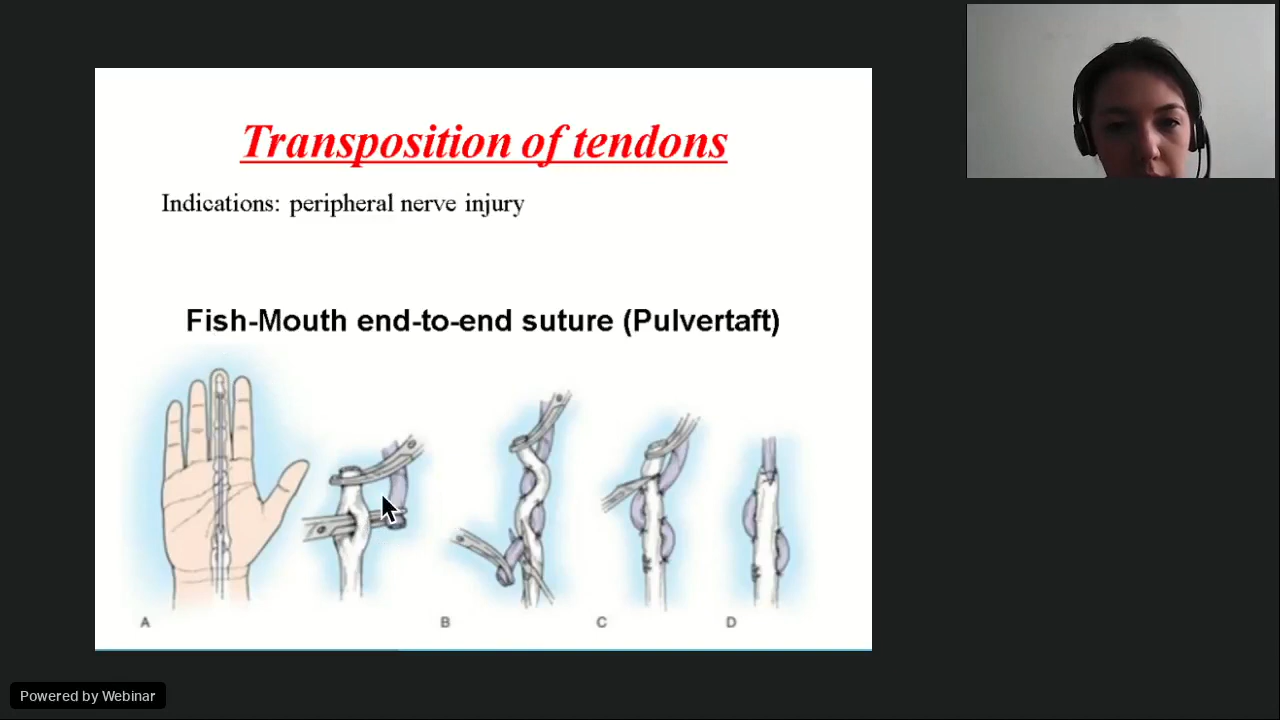 Transposition of tendons
Indications: peripheral nerve injury
Fish-Mouth end-to-end suture (Pulvertaft)
A
B
C
D
Powered by Webinar